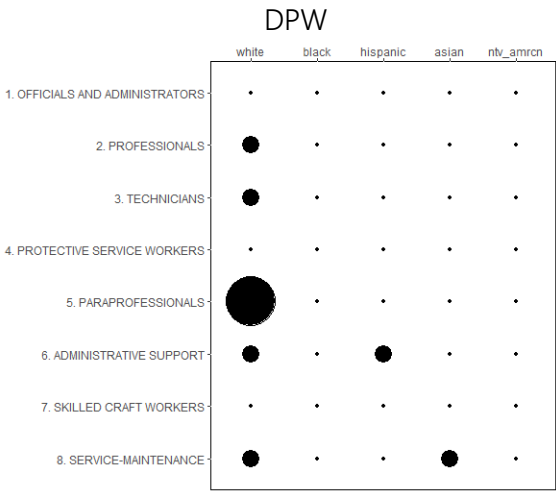 DPW
white black hispanic asian ntv_amrcn
1. OFFICIALS AND ADMINISTRATORS
2. PROFESSIONALS
3. TECHNICIANS
4. PROTECTIVE SERVICE WORKERS
5. PARAPROFESSIONALS
6. ADMINISTRATIVE SUPPORT
7. SKILLED CRAFT WORKERS
8. SERVICE-MAINTENANCE